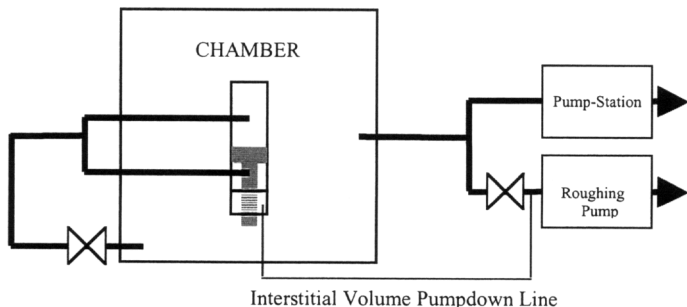 CHAMBER
Pump-Station
Roughing
Pump
Interstitial Volume Pumpdown Line